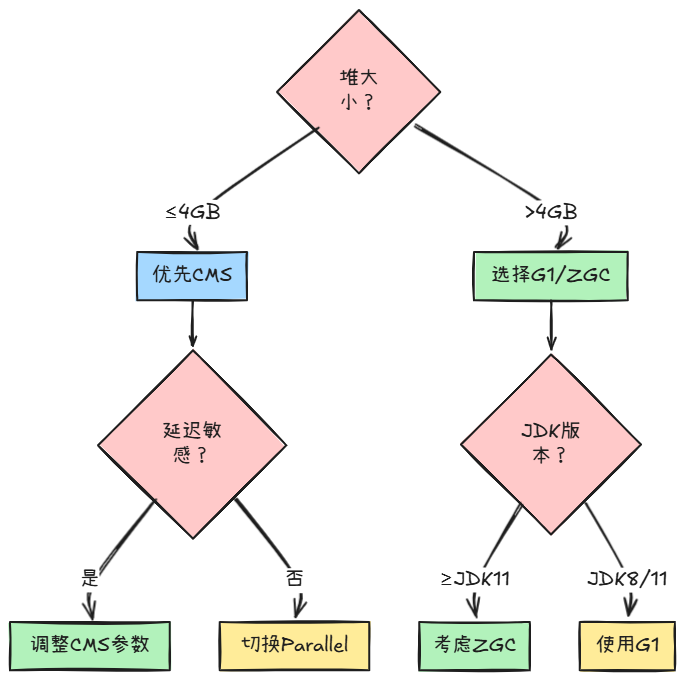 堆大
小？
≤4GB
>4GB
优先CMS
选择G1/ZGC
延迟敏
感？
JDK版
本？
是
否
≥JDK11
JDK8/11
调整CMS参数
切换Parallel
考虑ZGC
使用G1